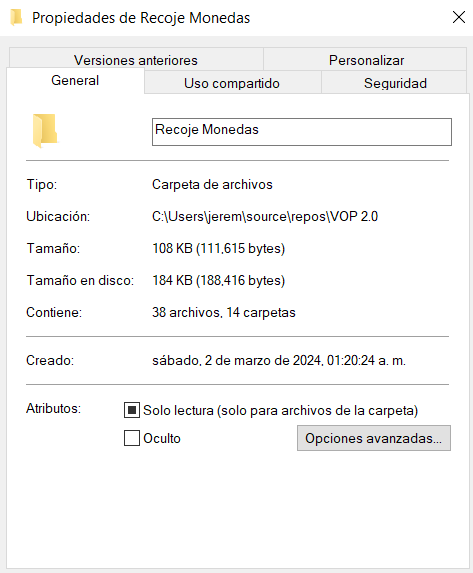 Propiedades de Recoje Monedas
Versiones anteriores Personalizar
General Uso compartido Seguridad
Recoje Monedas
Tipo: Carpeta de archivos
Ubicación: C:\Users\jerem\source\repos\VOP 2.0
Tamaño: 108 KB (111,615 bytes)
Tamaño en disco: 184 KB (188,416 bytes)
Contiene: 38 archivos, 14 carpetas
Creado: sábado, 2 de marzo de 2024, 01:20:24 a. m.
Atributos: Solo lectura (solo para archivos de la carpeta)
Oculto Opciones avanzadas...